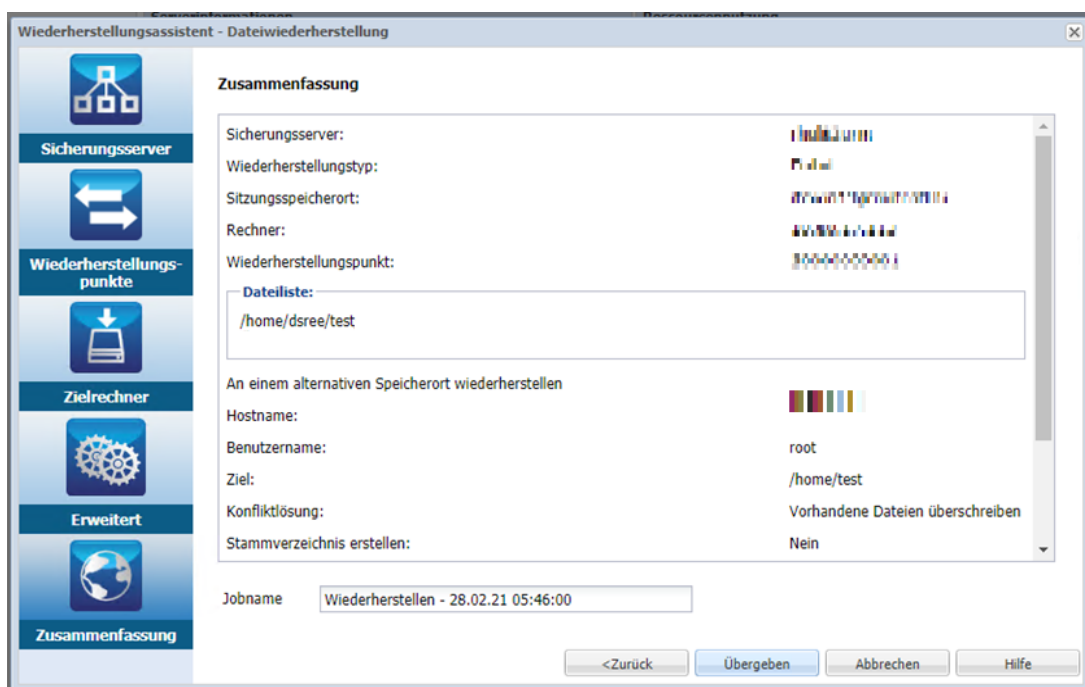 Serverinformationen
Ressourcennutzung
Wiederherstellungsassistent - Dateiwiederherstellung
Sicherungsserver
Wiederherstellungs-
punkte
Zielrechner
Erweitert
Zusammenfassung
Zusammenfassung
Sicherungsserver:
Wiederherstellungstyp:
Sitzungsspeicherort:
Rechner:
Wiederherstellungspunkt:
Dateiliste:
/home/dsree/test
An einem alternativen Speicherort wiederherstellen
Hostname:
Benutzername: root
Ziel: /home/test
Konfliktlösung: Vorhandene Dateien überschreiben
Stammverzeichnis erstellen: Nein
Jobname Wiederherstellen - 28.02.21 05:46:00
<Zurück Übergeben Abbrechen Hilfe